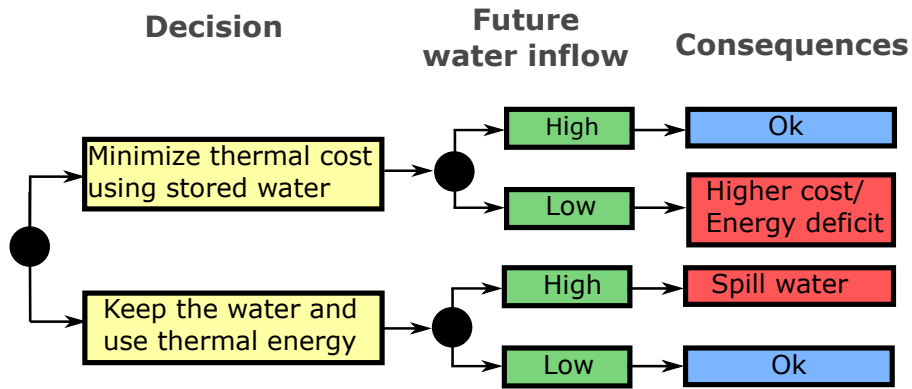 Decision
Future
water inflow
Consequences
Minimize thermal cost
using stored water
High
Ok
Low
Higher cost/
Energy deficit
Keep the water and
use thermal energy
High
Spill water
Low
Ok